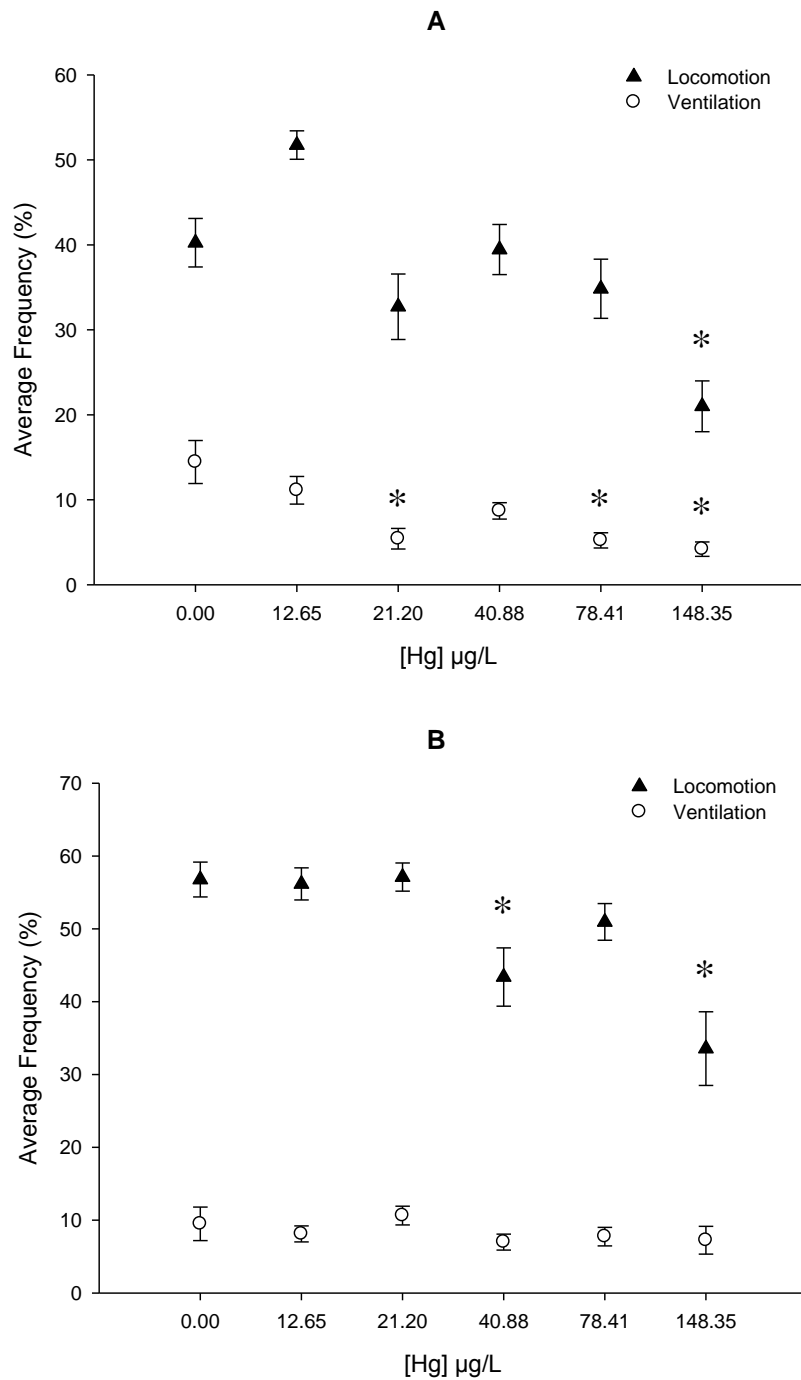 A
60
50
40
30
20
10
0
Average Frequency (%)
Locomotion
Ventilation
*
* * *
0.00 12.65 21.20 40.88 78.41 148.35
[Hg] µg/L
B
70
60
50
40
30
20
10
0
Average Frequency (%)
Locomotion
Ventilation
*
*
0.00 12.65 21.20 40.88 78.41 148.35
[Hg] µg/L